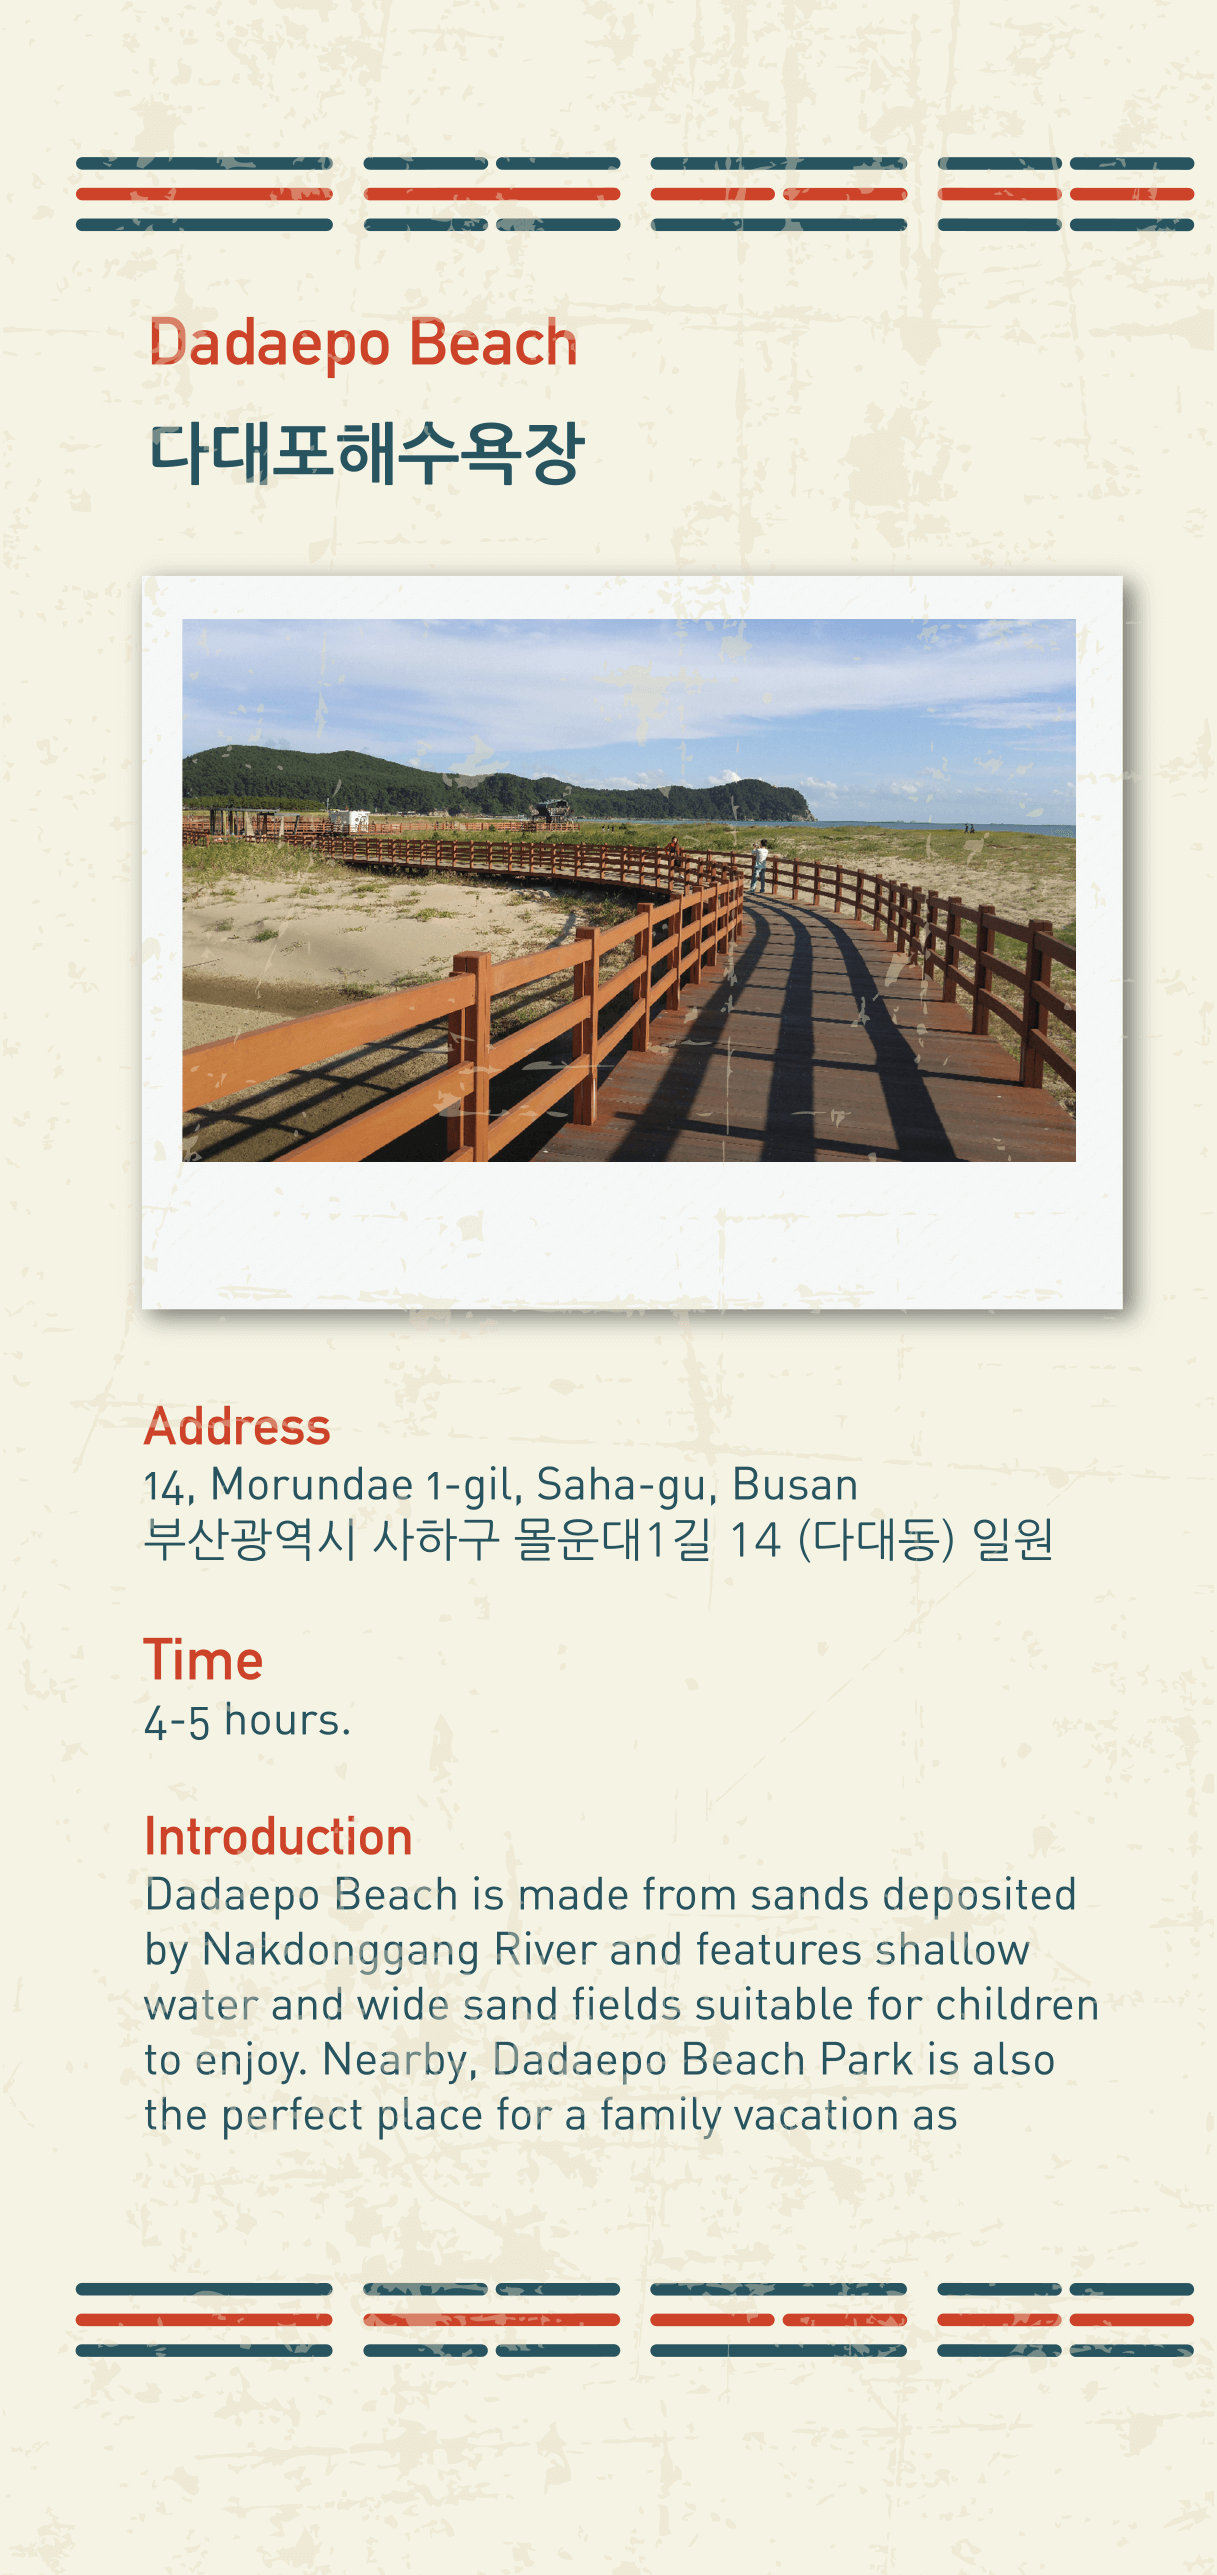 Dadaepo Beach
다대포해수욕장
Address
14, Morundae 1-gil, Saha-gu, Busan
부산광역시 사하구 몰운대1길 14 (다대동) 일원
Time
4-5 hours.
Introduction
Dadaepo Beach is made from sands deposited
by Nakdonggang River and features shallow
water and wide sand fields suitable for children
to enjoy. Nearby, Dadaepo Beach Park is also
the perfect place for a family vacation as